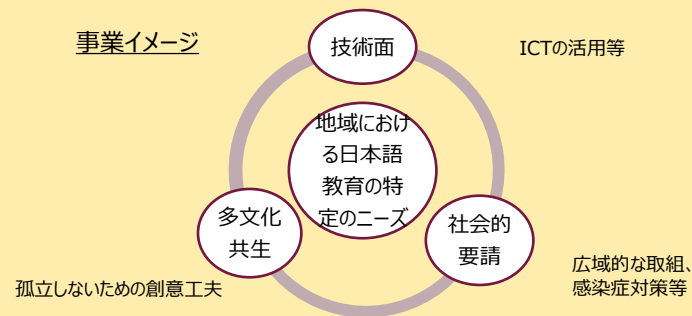 事業イメージ
技術面
ICTの活用等
地域におけ
る日本語
教育の特
定のニーズ
多文化
共生
社会的
要請
孤立しないための創意工夫
広域的な取組、
感染症対策等